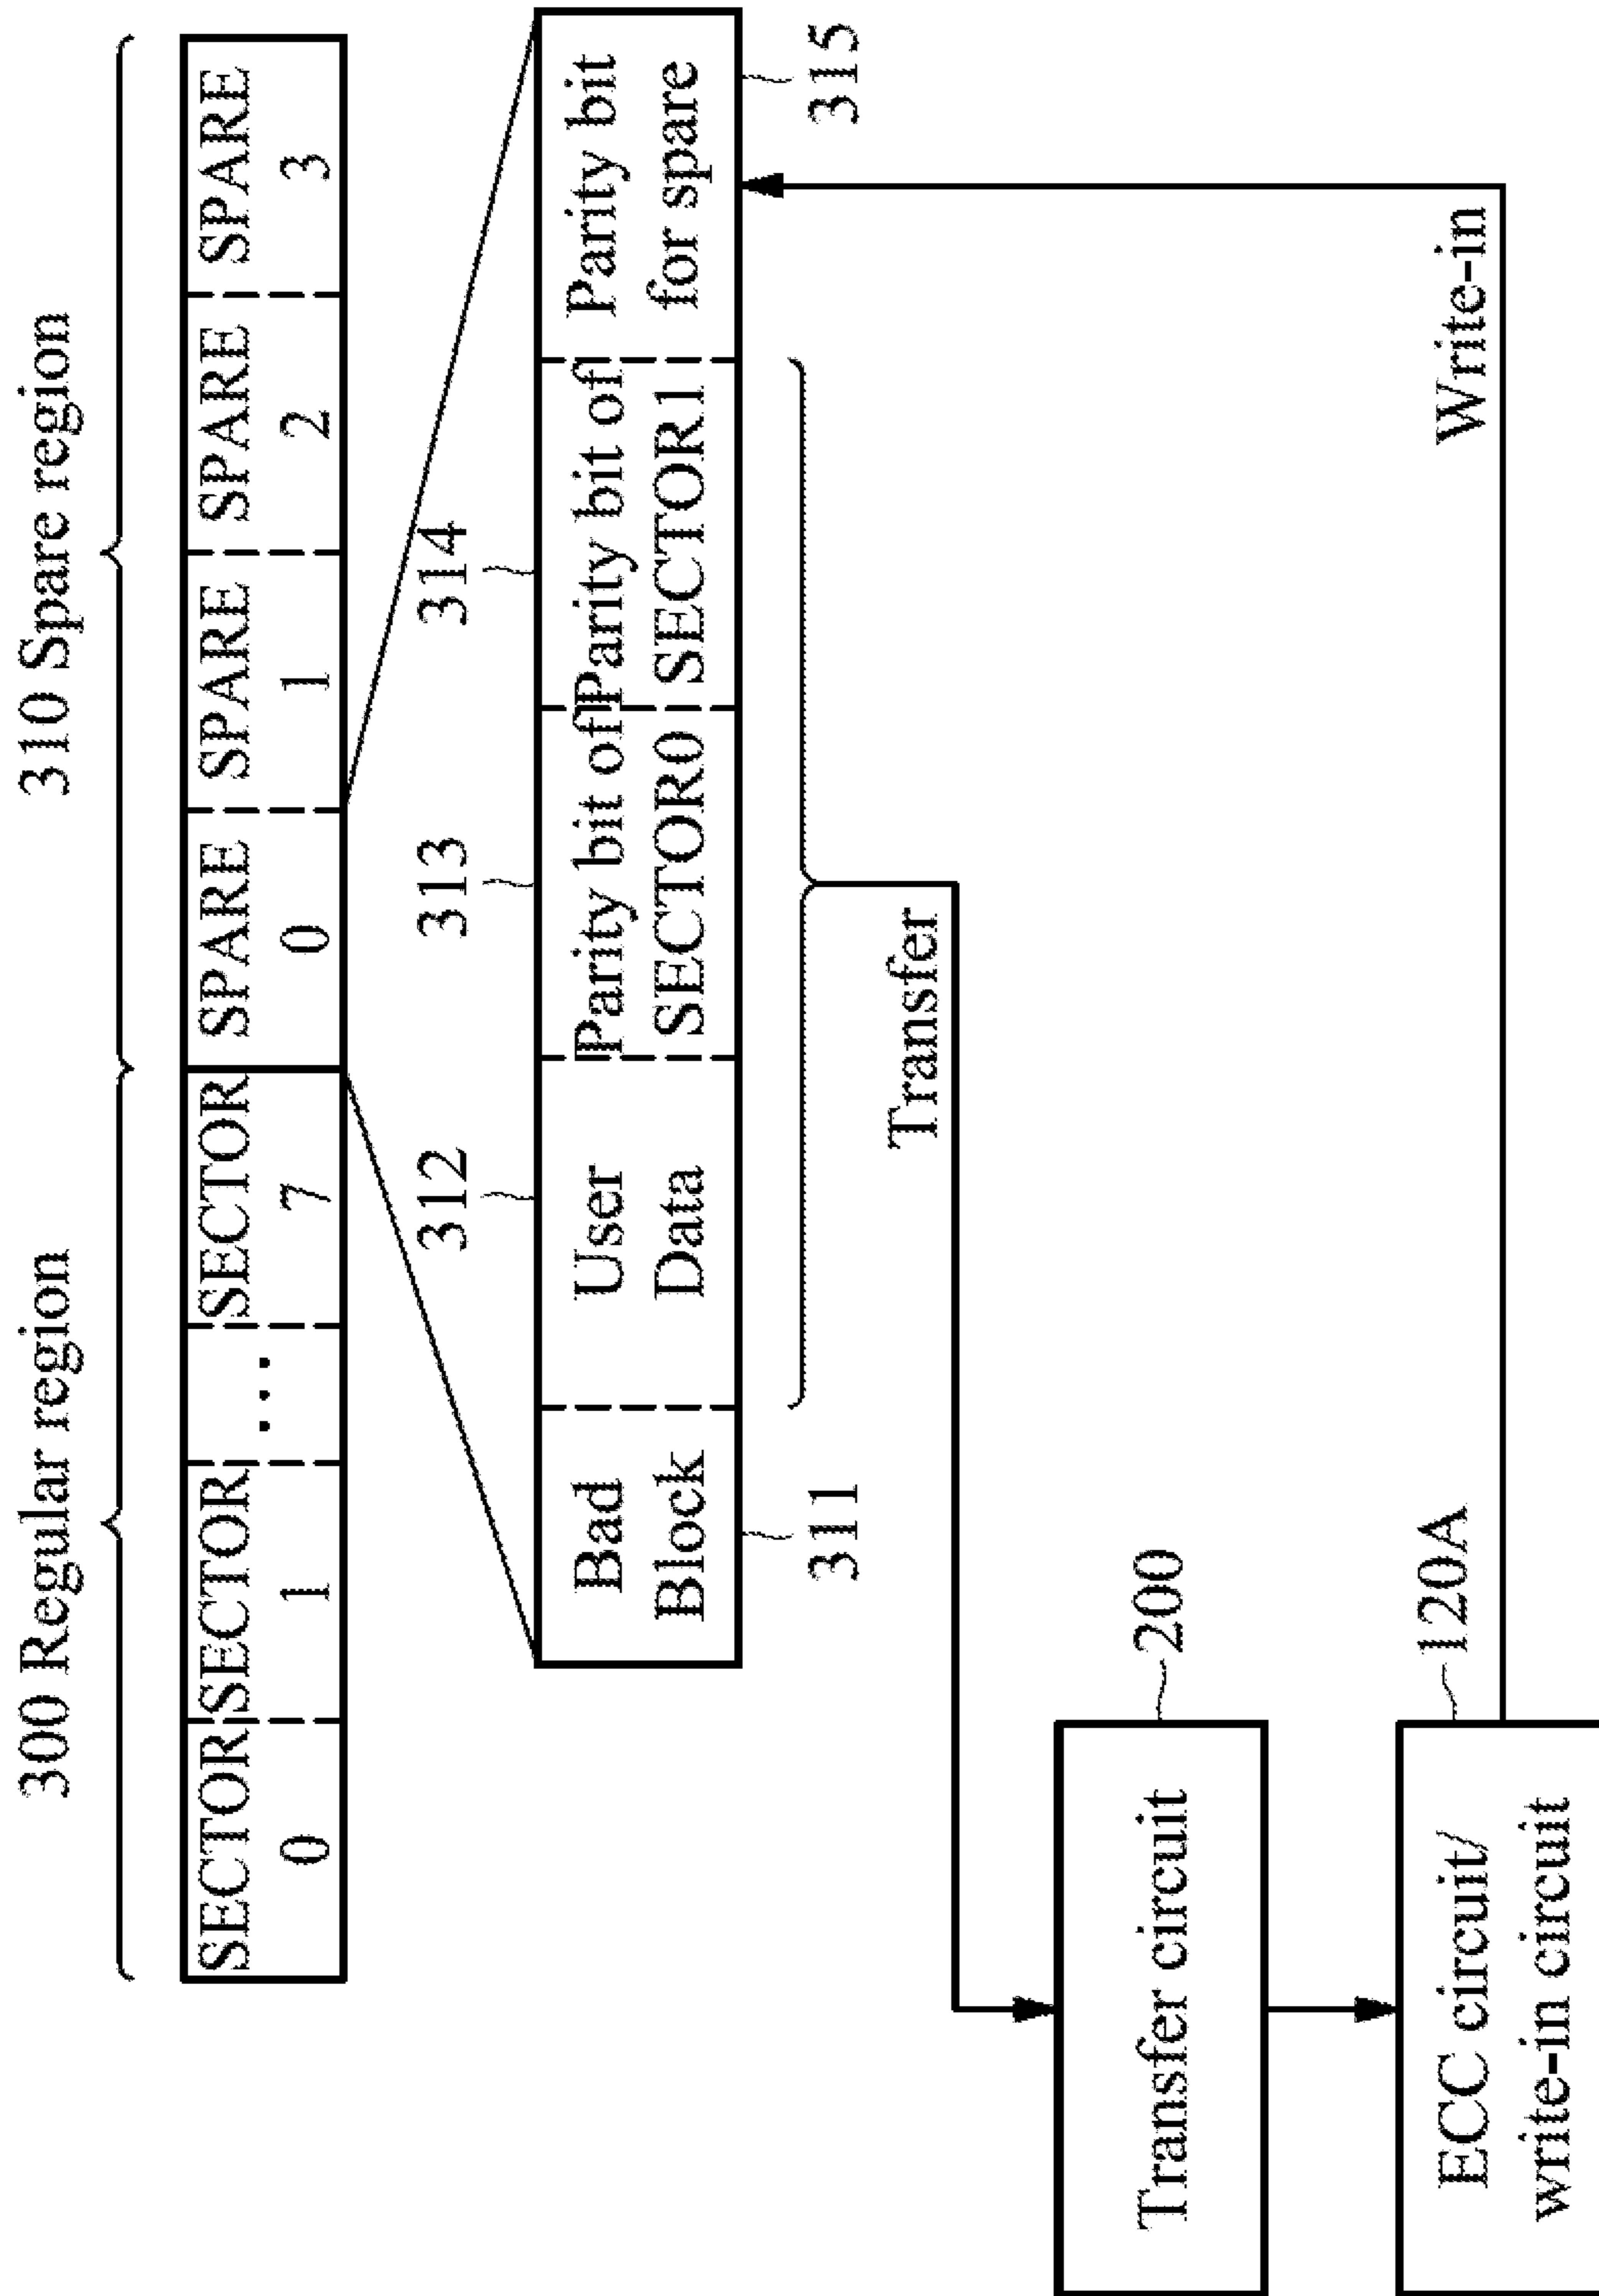 300 Regular region
310 Spare region
SECTOR
0
SECTOR
1
...
SECTOR
7
SPARE
0
SPARE
1
SPARE
2
SPARE
3
312
313
314
Bad
Block
User
Data
Parity bit of
SECTOR0
Parity bit of
SECTOR1
Parity bit
for spare
311
315
Transfer
Transfer circuit
200
Write-in
ECC circuit/
write-in circuit
120A